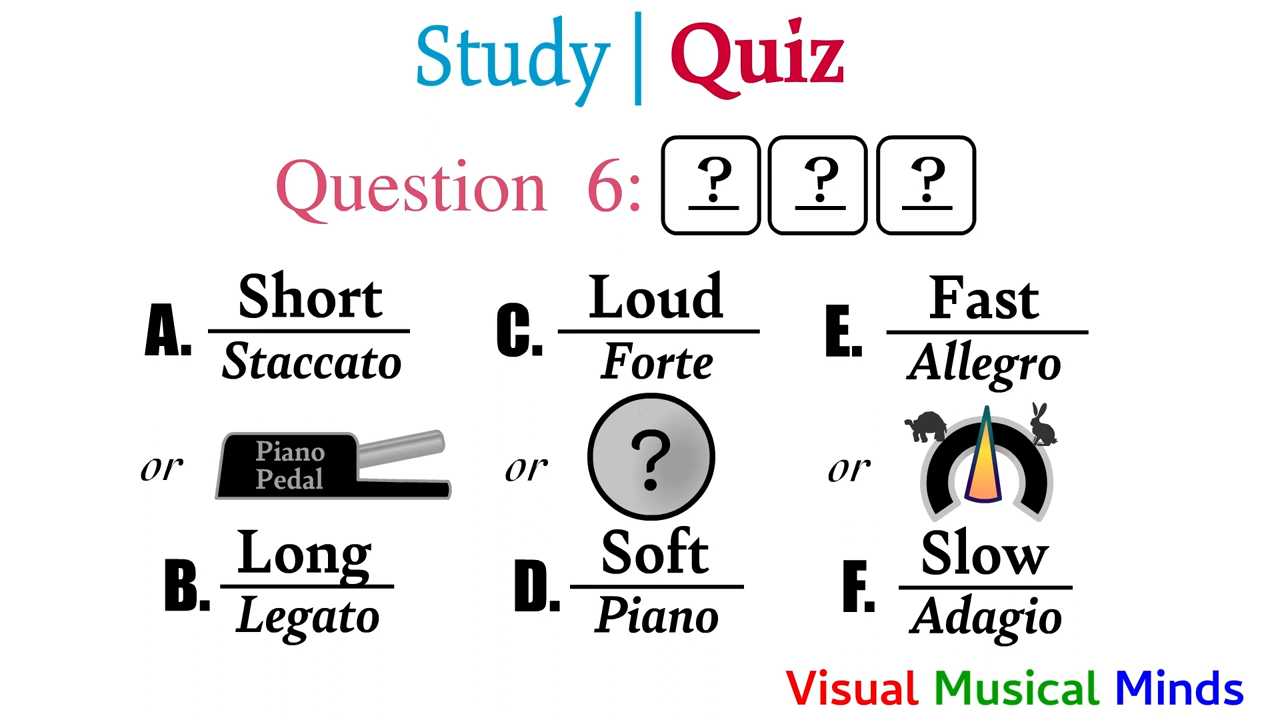 Study | Quiz
Question 6: ? ? ?
A. Short
Staccato
C. Loud
Forte
E. Fast
Allegro
or
Piano
Pedal
or
?
or
B. Long
Legato
D. Soft
Piano
F. Slow
Adagio
Visual Musical Minds